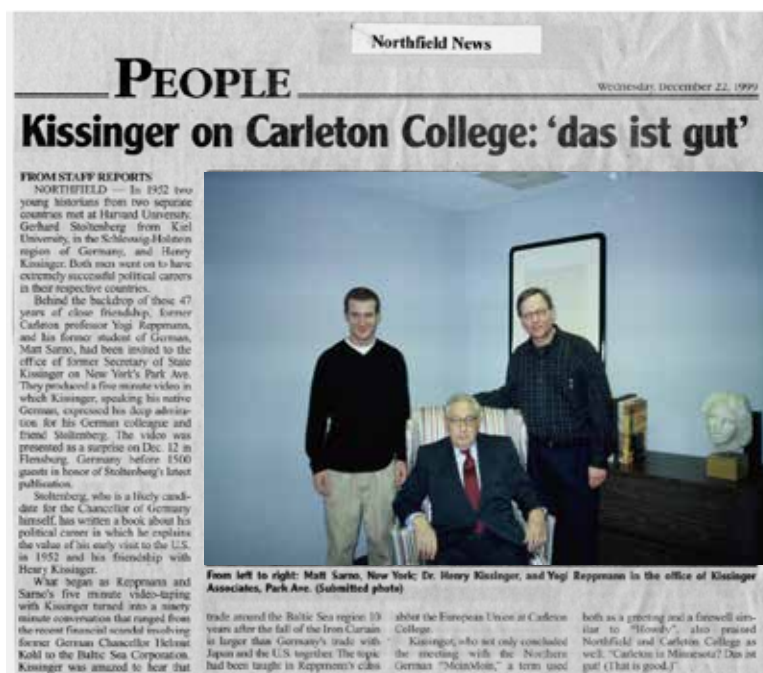 Northfield News
PEOPLE
Wednesday, December 22, 1999
Kissinger on Carleton College: 'das ist gut'
FROM STAFF REPORTS
NORTHFIELD — In 1952 two
young historians from two separate
countries met at Harvard University,
Gerhard Stoltenberg from Kiel
University, in the Schleswig-Holstein
region of Germany, and Henry
Kissinger. Both men went on to have
extremely successful political careers
in their respective countries.
Behind the backdrop of those 47
years of close friendship, former
Carleton professor Yogi Reppmann,
and his former student of German,
Matt Sarno, had been invited to the
office of former Secretary of State
Kissinger on New York's Park Ave.
They produced a five minute video in
which Kissinger, speaking his native
German, expressed his deep admira-
tion for his German colleague and
friend Stoltenberg. The video was
presented as a surprise on Dec. 12 in
Flensburg, Germany before 1500
guests in honor of Stoltenberg's latest
publication.
Stoltenberg, who is a likely candi-
date for the Chancellor of Germany
himself, has written a book about his
political career in which he explains
the value of his early visit to the U.S.
in 1952 and his friendship with
Henry Kissinger.
What began as Reppmann and
Sarno's five minute video-taping
with Kissinger turned into a ninety
minute conversation that ranged from
the recent financial scandal involving
former German Chancellor Helmut
Kohl to the Baltic Sea Corporation.
Kissinger was amazed to hear that
From left to right: Matt Sarno, New York; Dr. Henry Kissinger, and Yogi Reppmann in the office of Kissinger
Associates, Park Ave. (Submitted photo)
trade around the Baltic Sea region 10
years after the fall of the Iron Curtain
is larger than Germany's trade with
Japan and the U.S. together. The topic
had been taught in Reppmann's class
about the European Union at Carleton
College.
Kissinger, who not only concluded
the meeting with the Northern
German "MoinMoin," a term used
both as a greeting and a farewell sim-
ilar to "Howdy", also praised
Northfield and Carleton College as
well. "Carleton in Minnesota? Das ist
gut! (That is good.)"